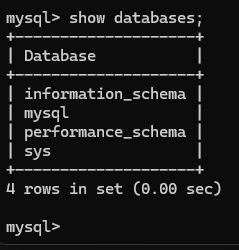 mysql> show databases;
+--------------------+
| Database           |
+--------------------+
| information_schema |
| mysql              |
| performance_schema |
| sys                |
+--------------------+
4 rows in set (0.00 sec)

mysql>